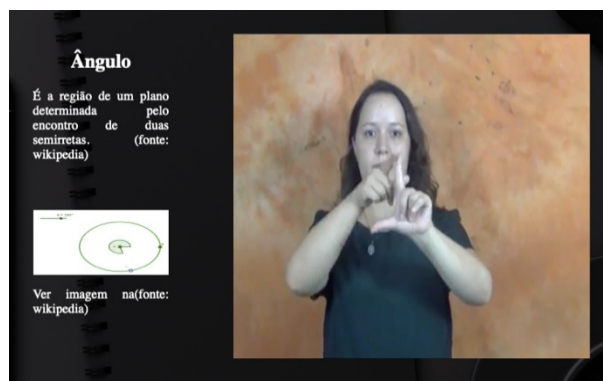 Ângulo
É a região de um plano
determinada pelo
encontro de duas
semirretas. (fonte:
wikipedia)
Ver imagem na(fonte:
wikipedia)